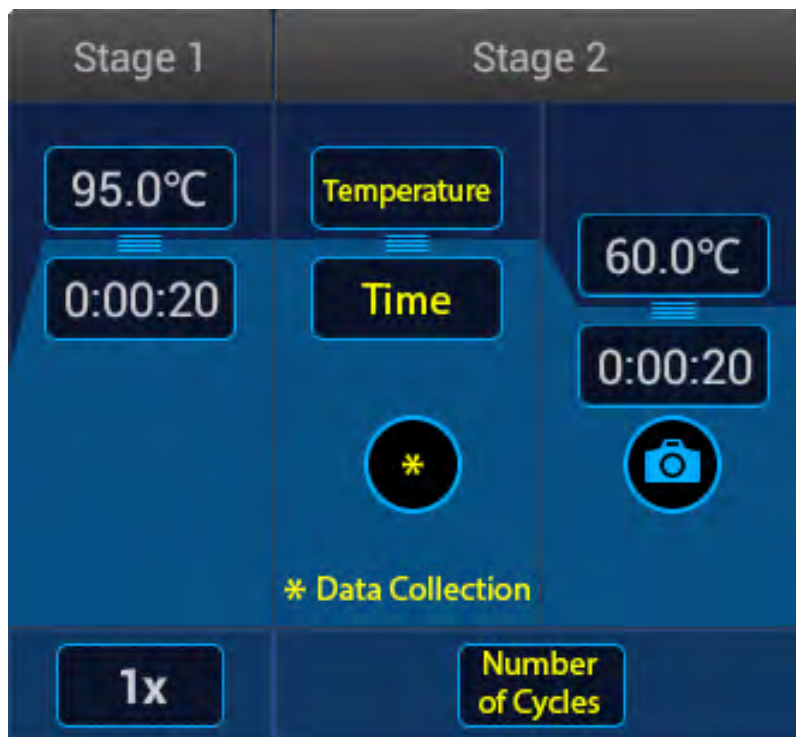 Stage 1
Stage 2
95.0°C
0:00:20
Temperature
Time
60.0°C
0:00:20
*
* Data Collection
1x
Number
of Cycles